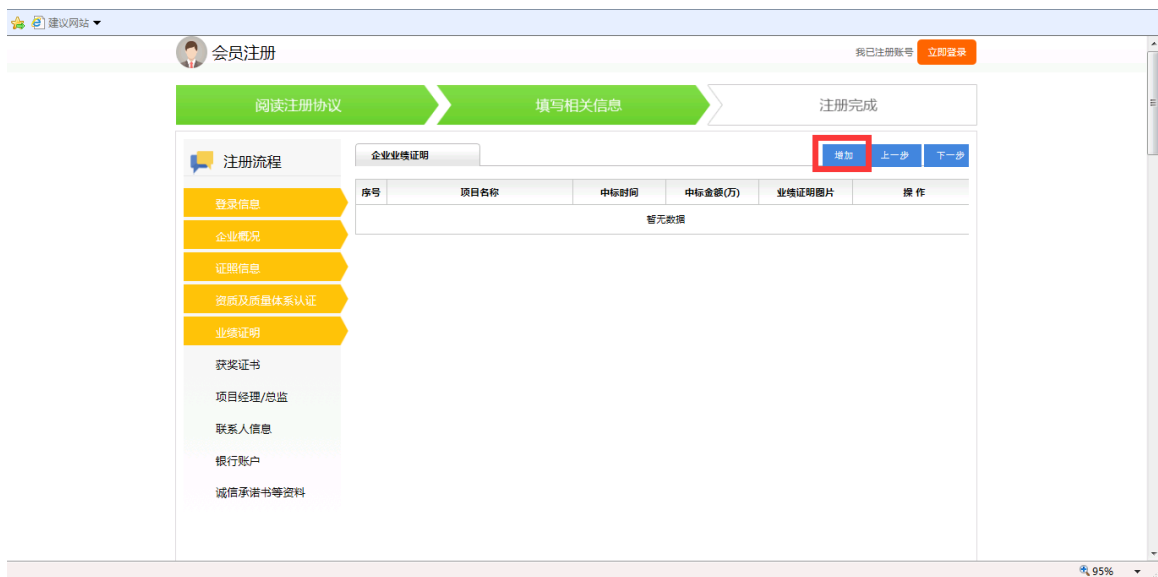 建议网站
会员注册
我已注册账号 立即登录
阅读注册协议 填写相关信息 注册完成
注册流程
登录信息
企业概况
证照信息
资质及质量体系认证
业绩证明
获奖证书
项目经理/总监
联系人信息
银行账户
诚信承诺书等资料
企业业绩证明 增加 上一步 下一步
序号 项目名称 中标时间 中标金额(万) 业绩证明图片 操 作
暂无数据
95%